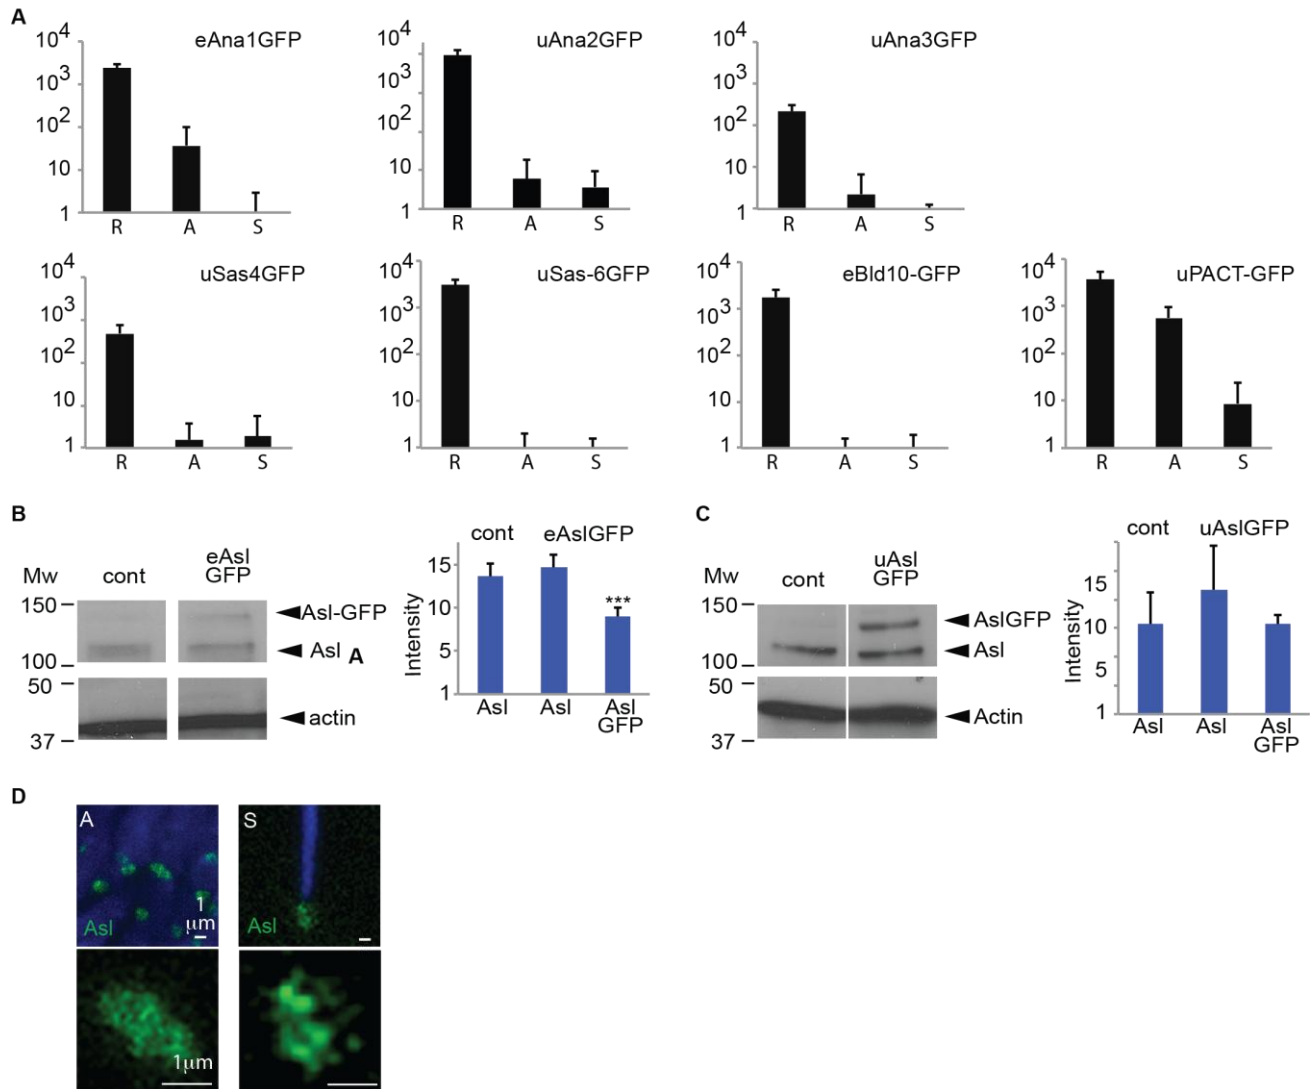 A
eAna1GFP
10⁴
10³
10²
10
1
R A S
uAna2GFP
10⁴
10³
10²
10
1
R A S
uAna3GFP
10⁴
10³
10²
10
1
R A S
uSas4GFP
10⁴
10³
10²
10
1
R A S
uSas-6GFP
10⁴
10³
10²
10
1
R A S
eBld10-GFP
10⁴
10³
10²
10
1
R A S
uPACT-GFP
10⁴
10³
10²
10
1
R A S
B
Mw
cont
eAsl
GFP
150
Asl-GFP
Asl A
100
50
actin
37
cont eAslGFP
Intensity
15
10
5
1
***
Asl Asl Asl
GFP
C
Mw
cont
uAsl
GFP
150
AslGFP
Asl
100
50
Actin
37
cont uAslGFP
Intensity
15
10
5
1
Asl Asl Asl
GFP
D
A
Asl
1
μm
S
Asl
1μm